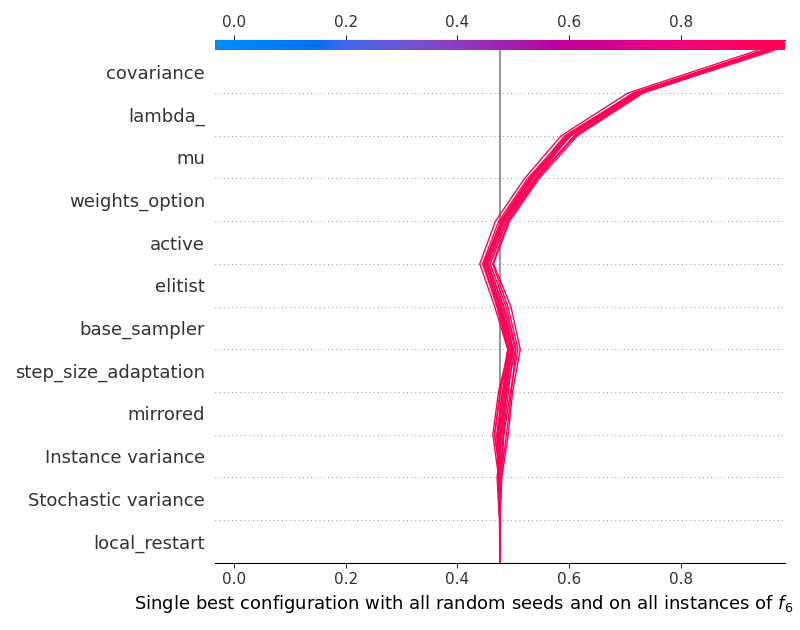 0.0 0.2 0.4 0.6 0.8
covariance
lambda_
mu
weights_option
active
elitist
base_sampler
step_size_adaptation
mirrored
Instance variance
Stochastic variance
local_restart
0.0 0.2 0.4 0.6 0.8
Single best configuration with all random seeds and on all instances of f₆